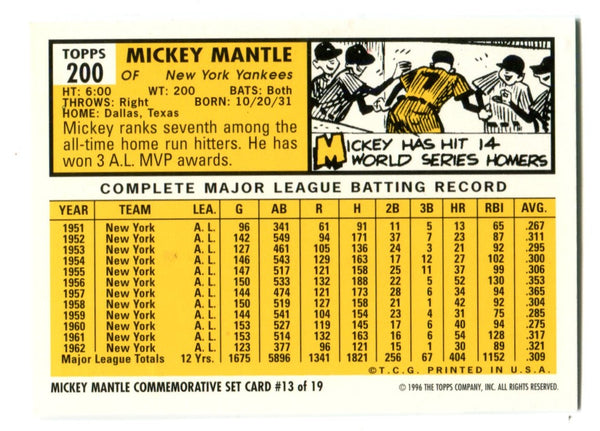 TOPPS
200
MICKEY MANTLE
OF New York Yankees
HT: 6:00 WT: 200 BATS: Both
THROWS: Right BORN: 10/20/31
HOME: Dallas, Texas
Mickey ranks seventh among the
all-time home run hitters. He has
won 3 A.L. MVP awards.
7
MICKEY HAS HIT 14
WORLD SERIES HOMERS
COMPLETE MAJOR LEAGUE BATTING RECORD
YEAR TEAM LEA. G AB R H 2B 3B HR RBI AVG.
1951 New York A. L. 96 341 61 91 11 5 13 65 .267
1952 New York A. L. 142 549 94 171 37 7 23 87 .311
1953 New York A. L. 127 461 105 136 24 3 21 92 .295
1954 New York A. L. 146 543 129 163 17 12 27 102 .300
1955 New York A. L. 147 517 121 158 25 11 37 99 .306
1956 New York A. L. 150 533 132 188 22 5 52 130 .353
1957 New York A. L. 144 474 121 173 28 6 34 94 .365
1958 New York A. L. 150 519 127 158 21 1 42 92 .304
1959 New York A. L. 144 541 104 154 23 4 31 75 .285
1960 New York A. L. 153 527 119 145 17 6 40 94 .275
1961 New York A. L. 153 514 132 163 16 6 54 128 .317
1962 New York A. L. 123 377 96 121 15 1 30 89 .321
Major League Totals 12 Yrs. 1675 5896 1341 1821 256 67 404 1152 .309
© T. C. G. PRINTED IN U. S. A.
MICKEY MANTLE COMMEMORATIVE SET CARD #13 of 19
© 1996 THE TOPPS COMPANY, INC. ALL RIGHTS RESERVED.